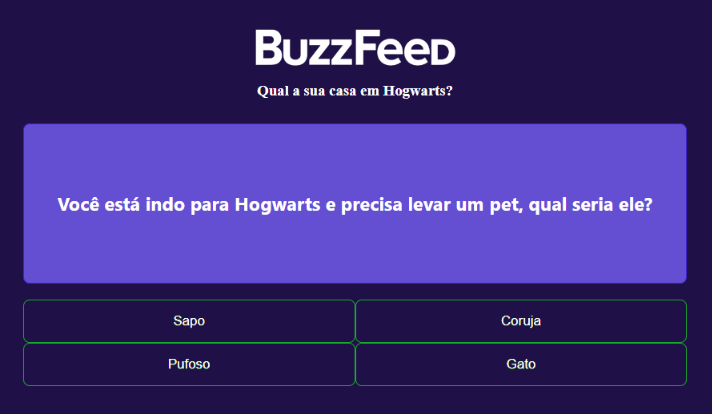 BuzzFeed
Qual a sua casa em Hogwarts?
Você está indo para Hogwarts e precisa levar um pet, qual seria ele?
Sapo
Coruja
Pufoso
Gato